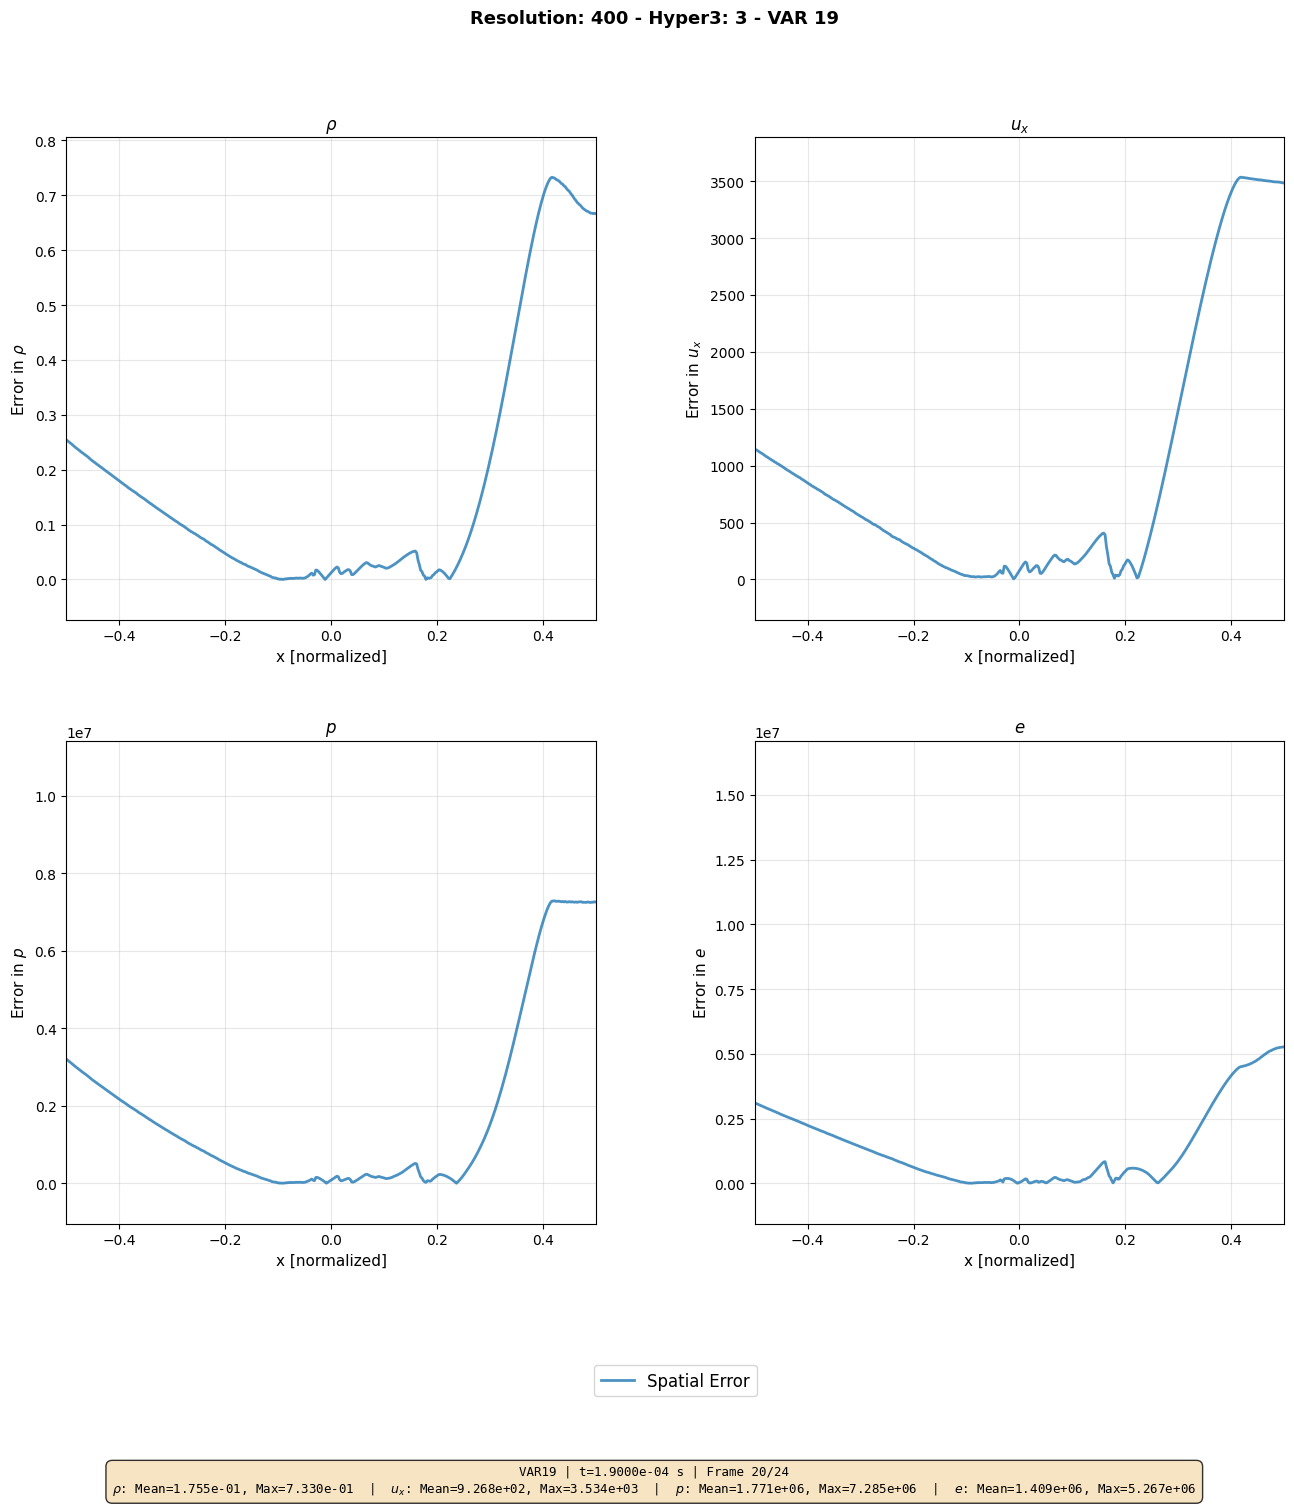 Resolution: 400 - Hyper3: 3 - VAR 19
ρ
0.8
0.7
0.6
0.5
0.4
0.3
0.2
0.1
0.0
Error in ρ
−0.4 −0.2 0.0 0.2 0.4
x [normalized]
u_x
3500
3000
2500
2000
1500
1000
500
0
Error in u_x
−0.4 −0.2 0.0 0.2 0.4
x [normalized]
p
1e7
1.0
0.8
0.6
0.4
0.2
0.0
Error in p
−0.4 −0.2 0.0 0.2 0.4
x [normalized]
e
1e7
1.50
1.25
1.00
0.75
0.50
0.25
0.00
Error in e
−0.4 −0.2 0.0 0.2 0.4
x [normalized]
Spatial Error
VAR19 | t=1.9000e-04 s | Frame 20/24
ρ: Mean=1.755e-01, Max=7.330e-01 | u_x: Mean=9.268e+02, Max=3.534e+03 | p: Mean=1.771e+06, Max=7.285e+06 | e: Mean=1.409e+06, Max=5.267e+06